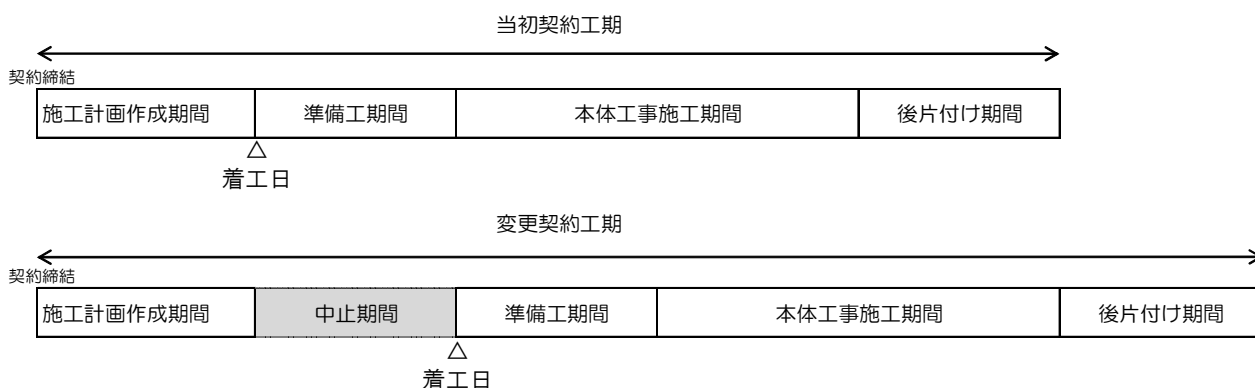 当初契約工期
契約締結
施工計画作成期間 準備工期間 本体工事施工期間 後片付け期間
△
着工日
変更契約工期
契約締結
施工計画作成期間 中止期間 準備工期間 本体工事施工期間 後片付け期間
△
着工日